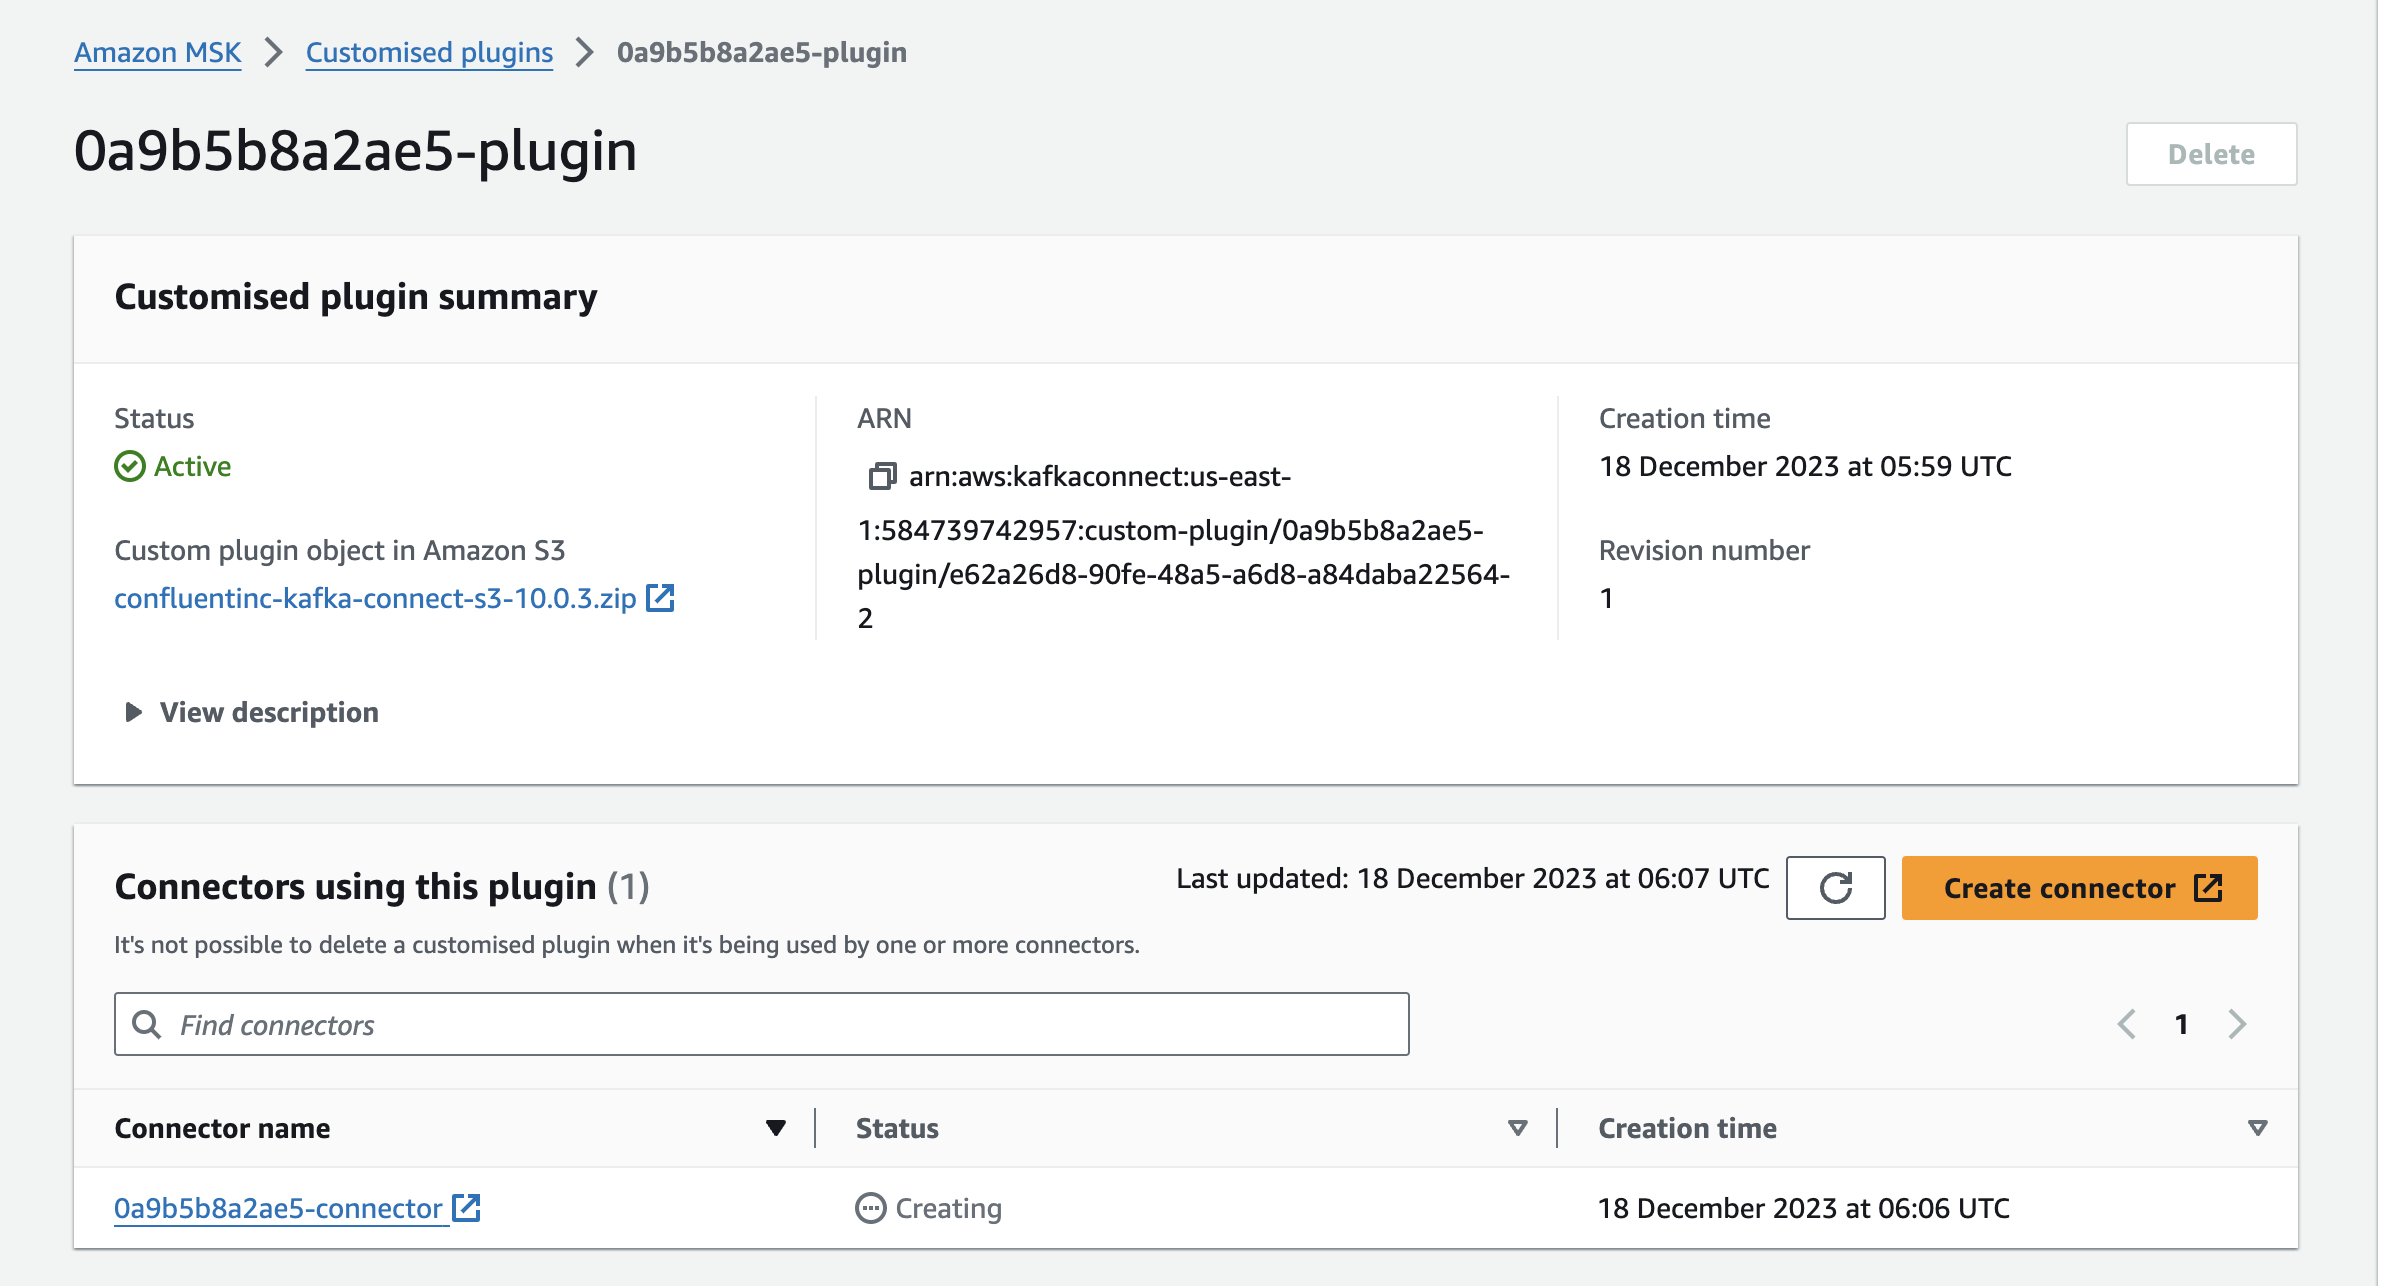 Amazon MSK > Customised plugins > 0a9b5b8a2ae5-plugin
0a9b5b8a2ae5-plugin
Delete
Customised plugin summary
Status
Active
Custom plugin object in Amazon S3
confluentinc-kafka-connect-s3-10.0.3.zip
ARN
arn:aws:kafkaconnect:us-east-
1:584739742957:custom-plugin/0a9b5b8a2ae5-
plugin/e62a26d8-90fe-48a5-a6d8-a84daba22564-
2
Creation time
18 December 2023 at 05:59 UTC
Revision number
1
View description
Connectors using this plugin (1)
Last updated: 18 December 2023 at 06:07 UTC
Create connector
It's not possible to delete a customised plugin when it's being used by one or more connectors.
Find connectors
1
Connector name Status Creation time
0a9b5b8a2ae5-connector Creating 18 December 2023 at 06:06 UTC